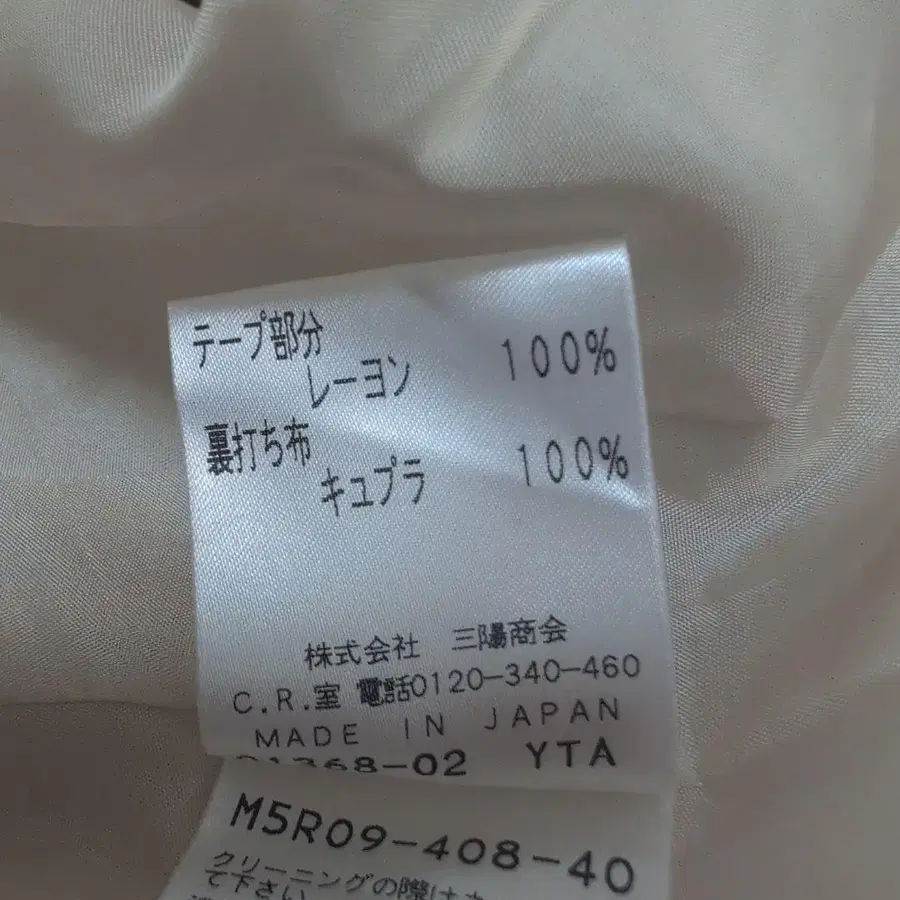 テープ部分
レーヨン 100%
裏打ち布
キュプラ 100%
株式会社 三陽商会
C.R.室 電話0120-340-460
MADE IN JAPAN
01368-02 YTA
M5R09-408-40
クリーニングの際は
て下さい